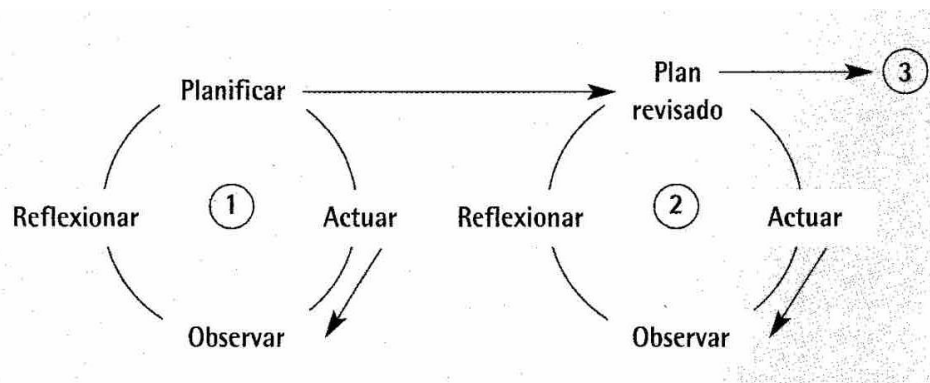 Planificar
Plan
revisado
3
Reflexionar
1
Actuar
Reflexionar
2
Actuar
Observar
Observar